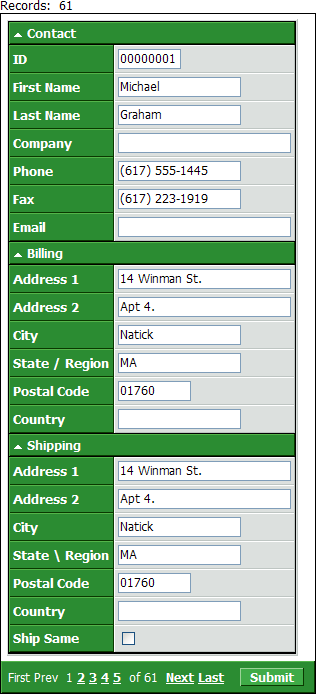 Records: 61
Contact
ID 00000001
First Name Michael
Last Name Graham
Company
Phone (617) 555-1445
Fax (617) 223-1919
Email
Billing
Address 1 14 Winman St.
Address 2 Apt 4.
City Natick
State / Region MA
Postal Code 01760
Country
Shipping
Address 1 14 Winman St.
Address 2 Apt 4.
City Natick
State \ Region MA
Postal Code 01760
Country
Ship Same
First Prev 1 2 3 4 5 of 61 Next Last Submit